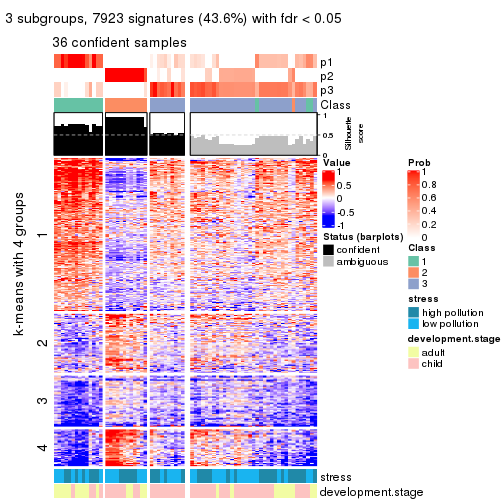 3 subgroups, 7923 signatures (43.6%) with fdr < 0.05
36 confident samples
p1
p2
p3
Class
1
0.5
0
Silhouette
score
k-means with 4 groups
1
2
3
4
stress
development.stage
Value
1
0.5
0
-0.5
-1
Status (barplots)
confident
ambiguous
Prob
1
0.8
0.6
0.4
0.2
0
Class
1
2
3
stress
high pollution
low pollution
development.stage
adult
child